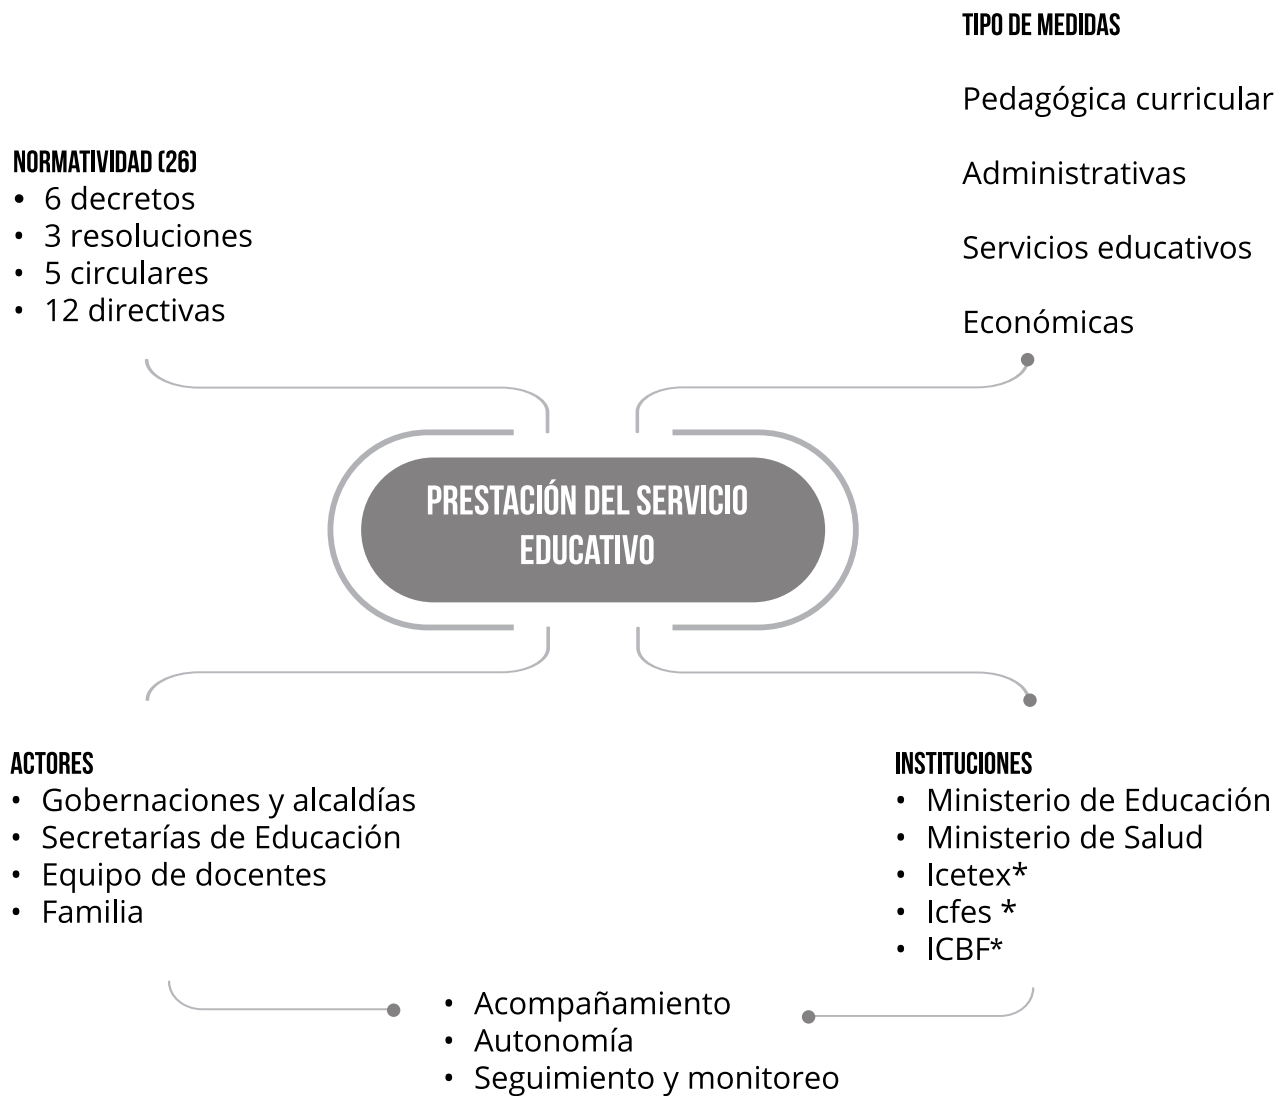 TIPO DE MEDIDAS
Pedagógica curricular
Administrativas
Servicios educativos
Económicas
NORMATIVIDAD (26)
• 6 decretos
• 3 resoluciones
• 5 circulares
• 12 directivas
PRESTACIÓN DEL SERVICIO
EDUCATIVO
ACTORES
• Gobernaciones y alcaldías
• Secretarías de Educación
• Equipo de docentes
• Familia
INSTITUCIONES
• Ministerio de Educación
• Ministerio de Salud
• Icetex*
• Icfes *
• ICBF*
• Acompañamiento
• Autonomía
• Seguimiento y monitoreo